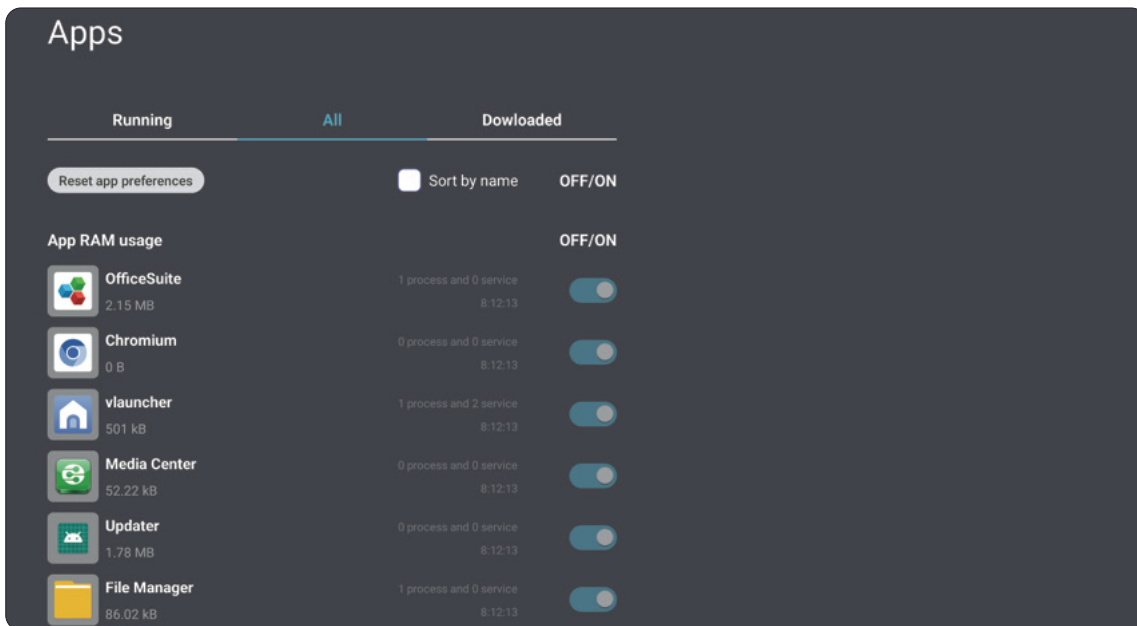 Apps
Running All Dowloaded
Reset app preferences Sort by name OFF/ON
App RAM usage OFF/ON
OfficeSuite 1 process and 0 service
2.15 MB 8:12:13
Chromium 0 process and 0 service
0 B 8:12:13
vlauncher 1 process and 2 service
501 kB 8:12:13
Media Center 0 process and 0 service
52.22 kB 8:12:13
Updater 0 process and 0 service
1.78 MB 8:12:13
File Manager 1 process and 0 service
86.02 kB 8:12:13